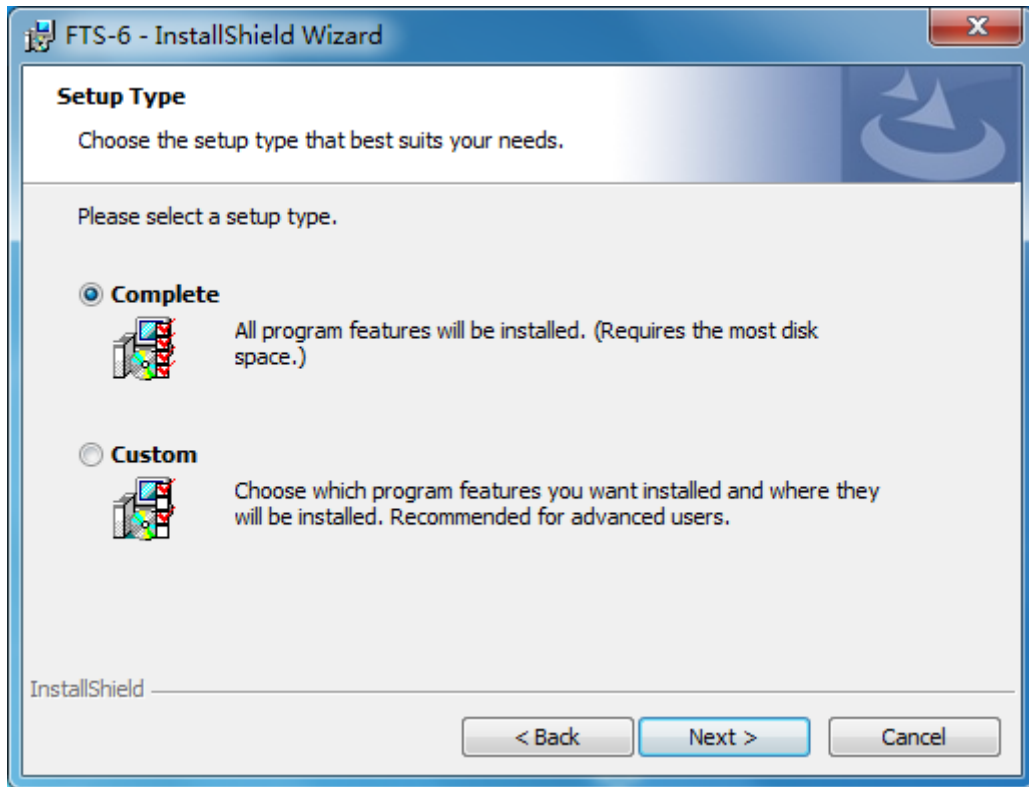 FTS-6 - InstallShield Wizard
Setup Type
Choose the setup type that best suits your needs.
Please select a setup type.
Complete
All program features will be installed. (Requires the most disk
space.)
Custom
Choose which program features you want installed and where they
will be installed. Recommended for advanced users.
InstallShield
< Back Next > Cancel